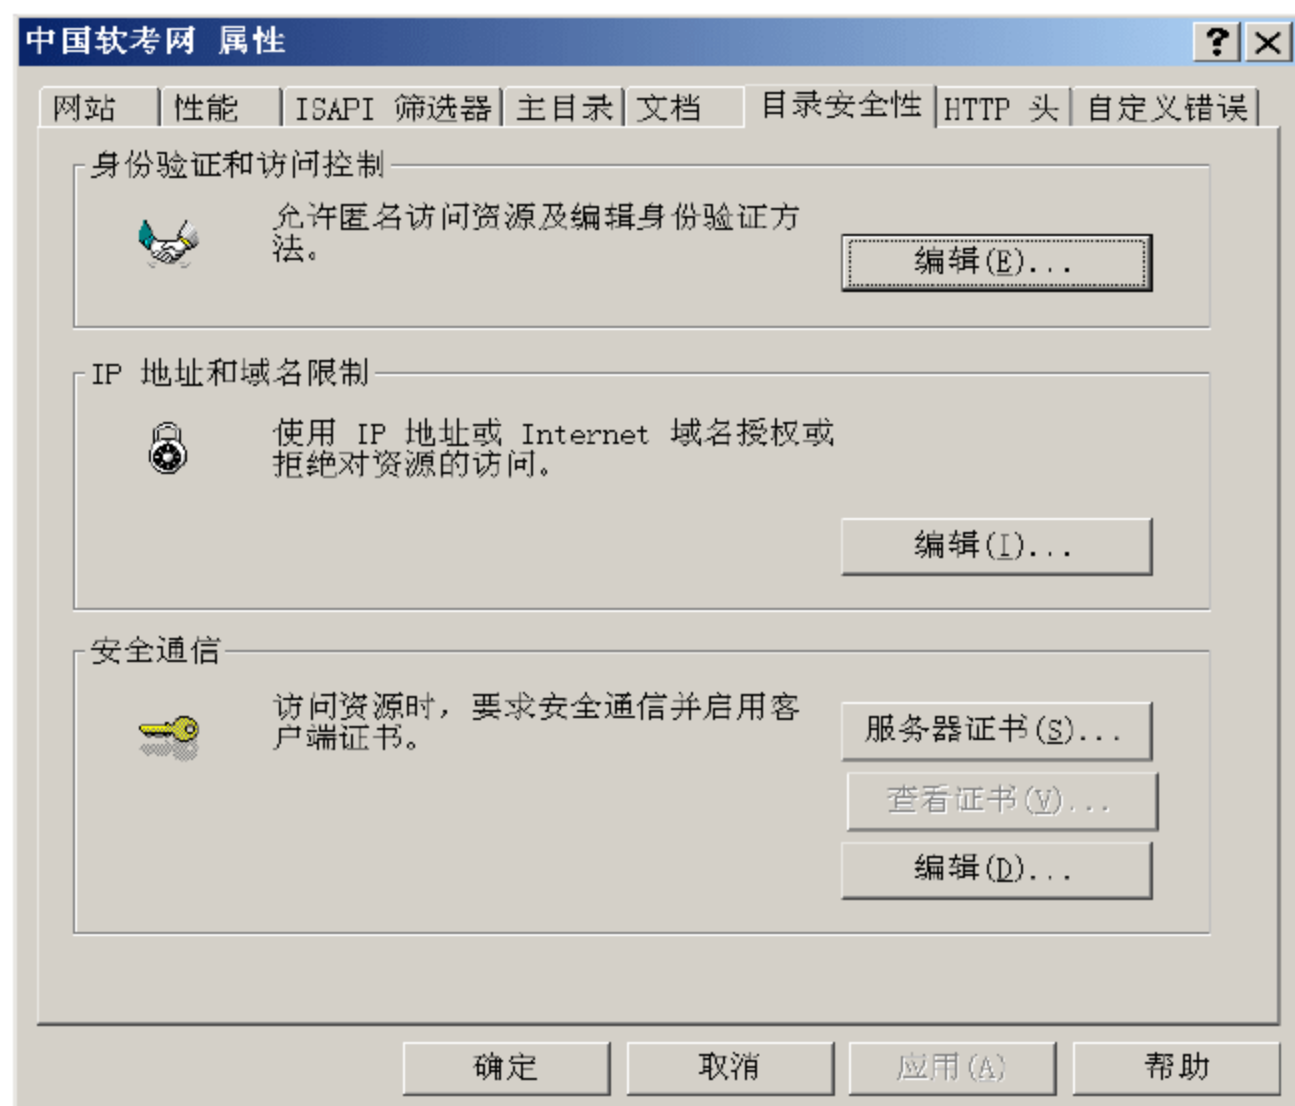 中国软考网 属性
网站 性能 ISAPI 筛选器 主目录 文档 目录安全性 HTTP 头 自定义错误
身份验证和访问控制
允许匿名访问资源及编辑身份验证方
法。
编辑(E)...
IP 地址和域名限制
使用 IP 地址或 Internet 域名授权或
拒绝对资源的访问。
编辑(I)...
安全通信
访问资源时，要求安全通信并启用客
户端证书。
服务器证书(S)...
查看证书(V)...
编辑(D)...
确定 取消 应用(A) 帮助